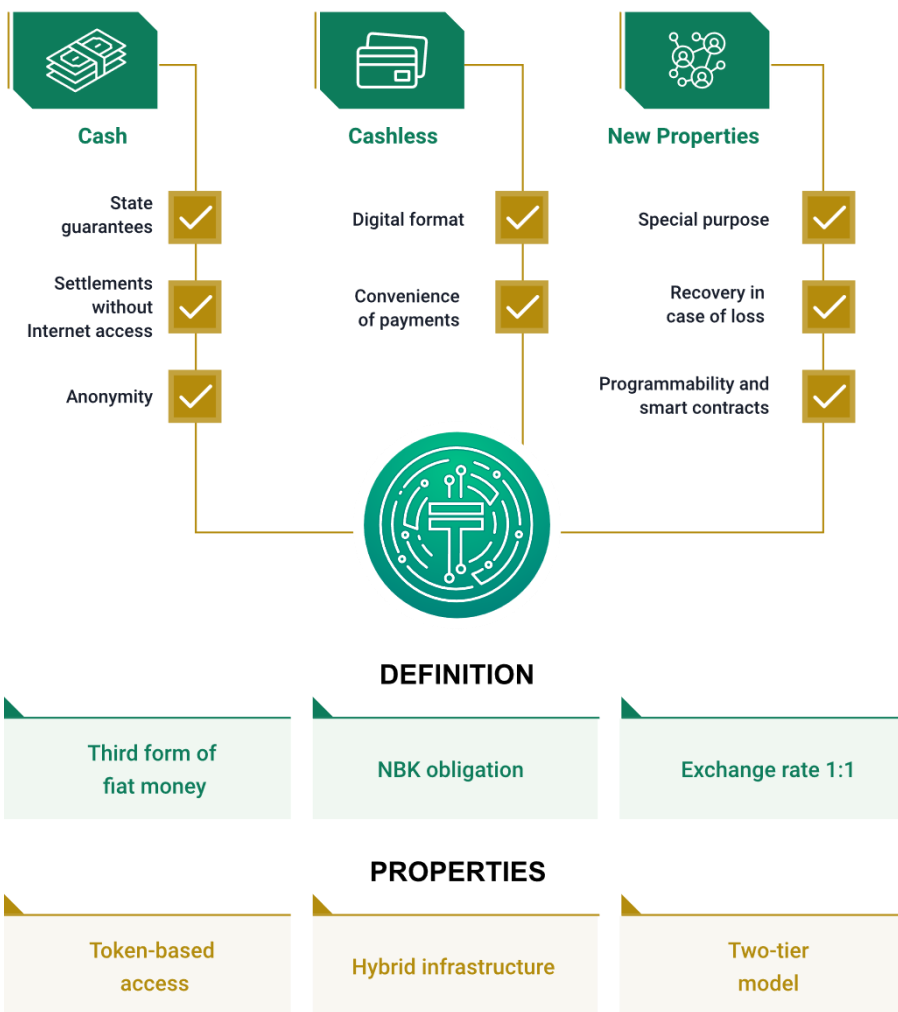 Cash
State
guarantees
Settlements
without
Internet access
Anonymity
Cashless
Digital format
Convenience
of payments
New Properties
Special purpose
Recovery in
case of loss
Programmability and
smart contracts
DEFINITION
Third form of
fiat money
NBK obligation
Exchange rate 1:1
PROPERTIES
Token-based
access
Hybrid infrastructure
Two-tier
model